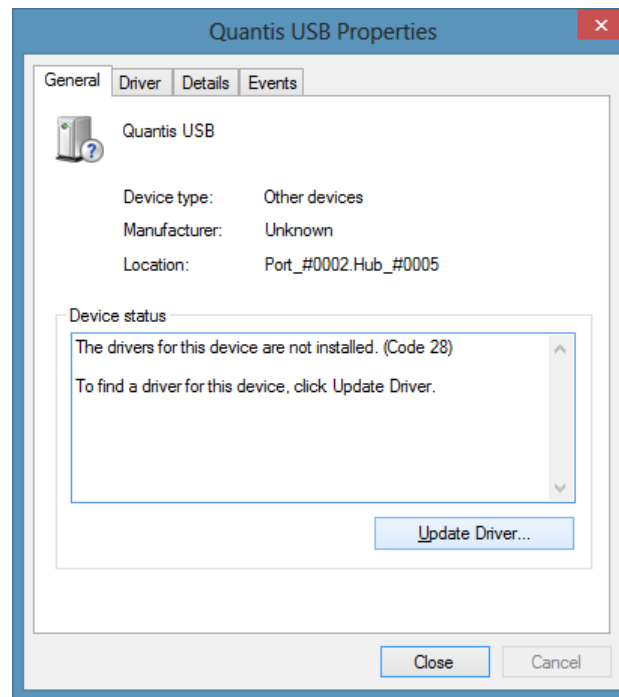 Quantis USB Properties
General Driver Details Events
Quantis USB
Device type: Other devices
Manufacturer: Unknown
Location: Port_#0002.Hub_#0005
Device status
The drivers for this device are not installed. (Code 28)
To find a driver for this device, click Update Driver.
Update Driver...
Close Cancel